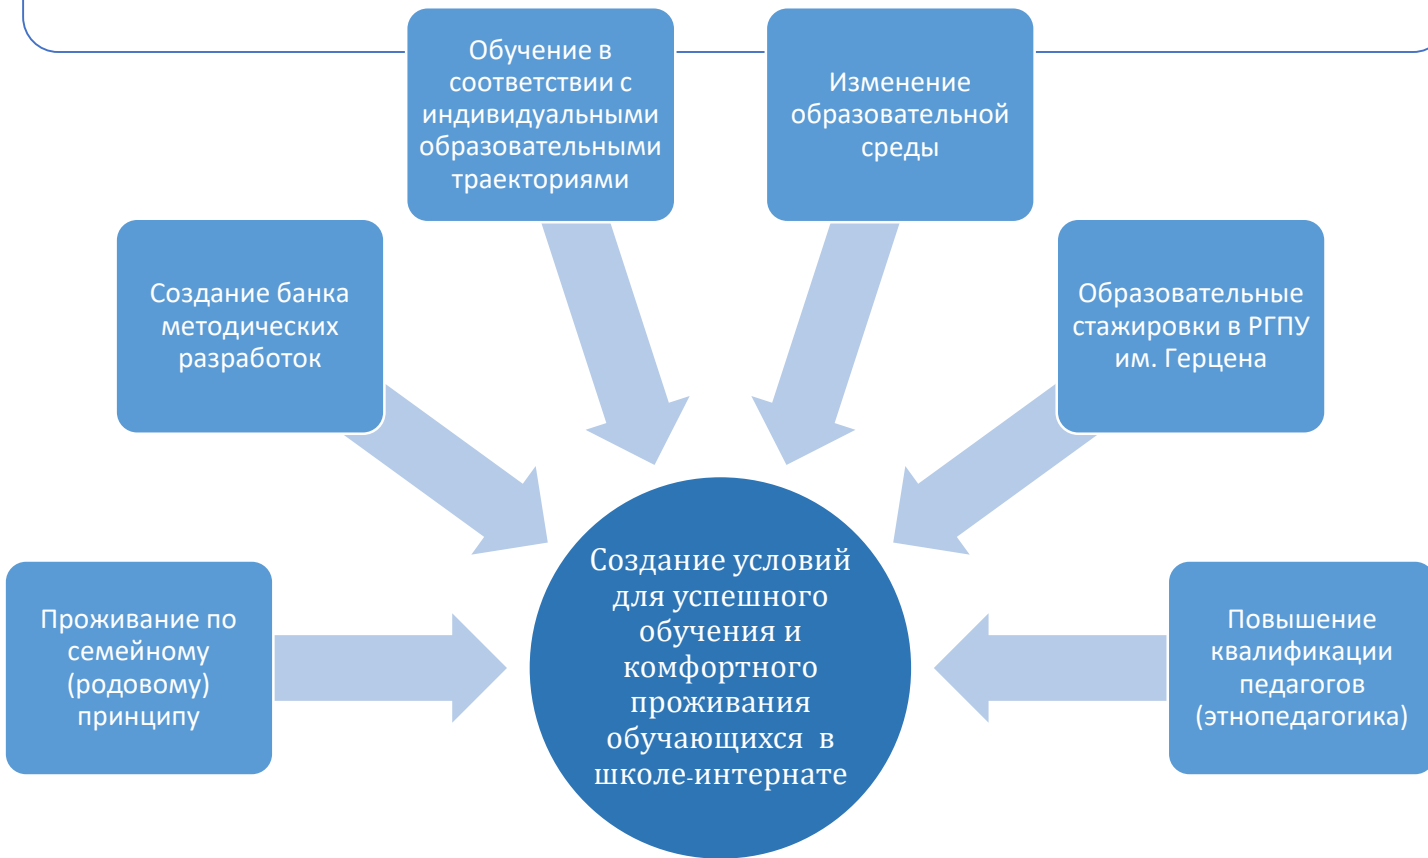 Обучение в
соответствии с
индивидуальными
образовательными
траекториями
Изменение
образовательной
среды
Создание банка
методических
разработок
Образовательные
стажировки в РГПУ
им. Герцена
Проживание по
семейному
(родовому)
принципу
Создание условий
для успешного
обучения и
комфортного
проживания
обучающихся в
школе-интернате
Повышение
квалификации
педагогов
(этнопедагогика)